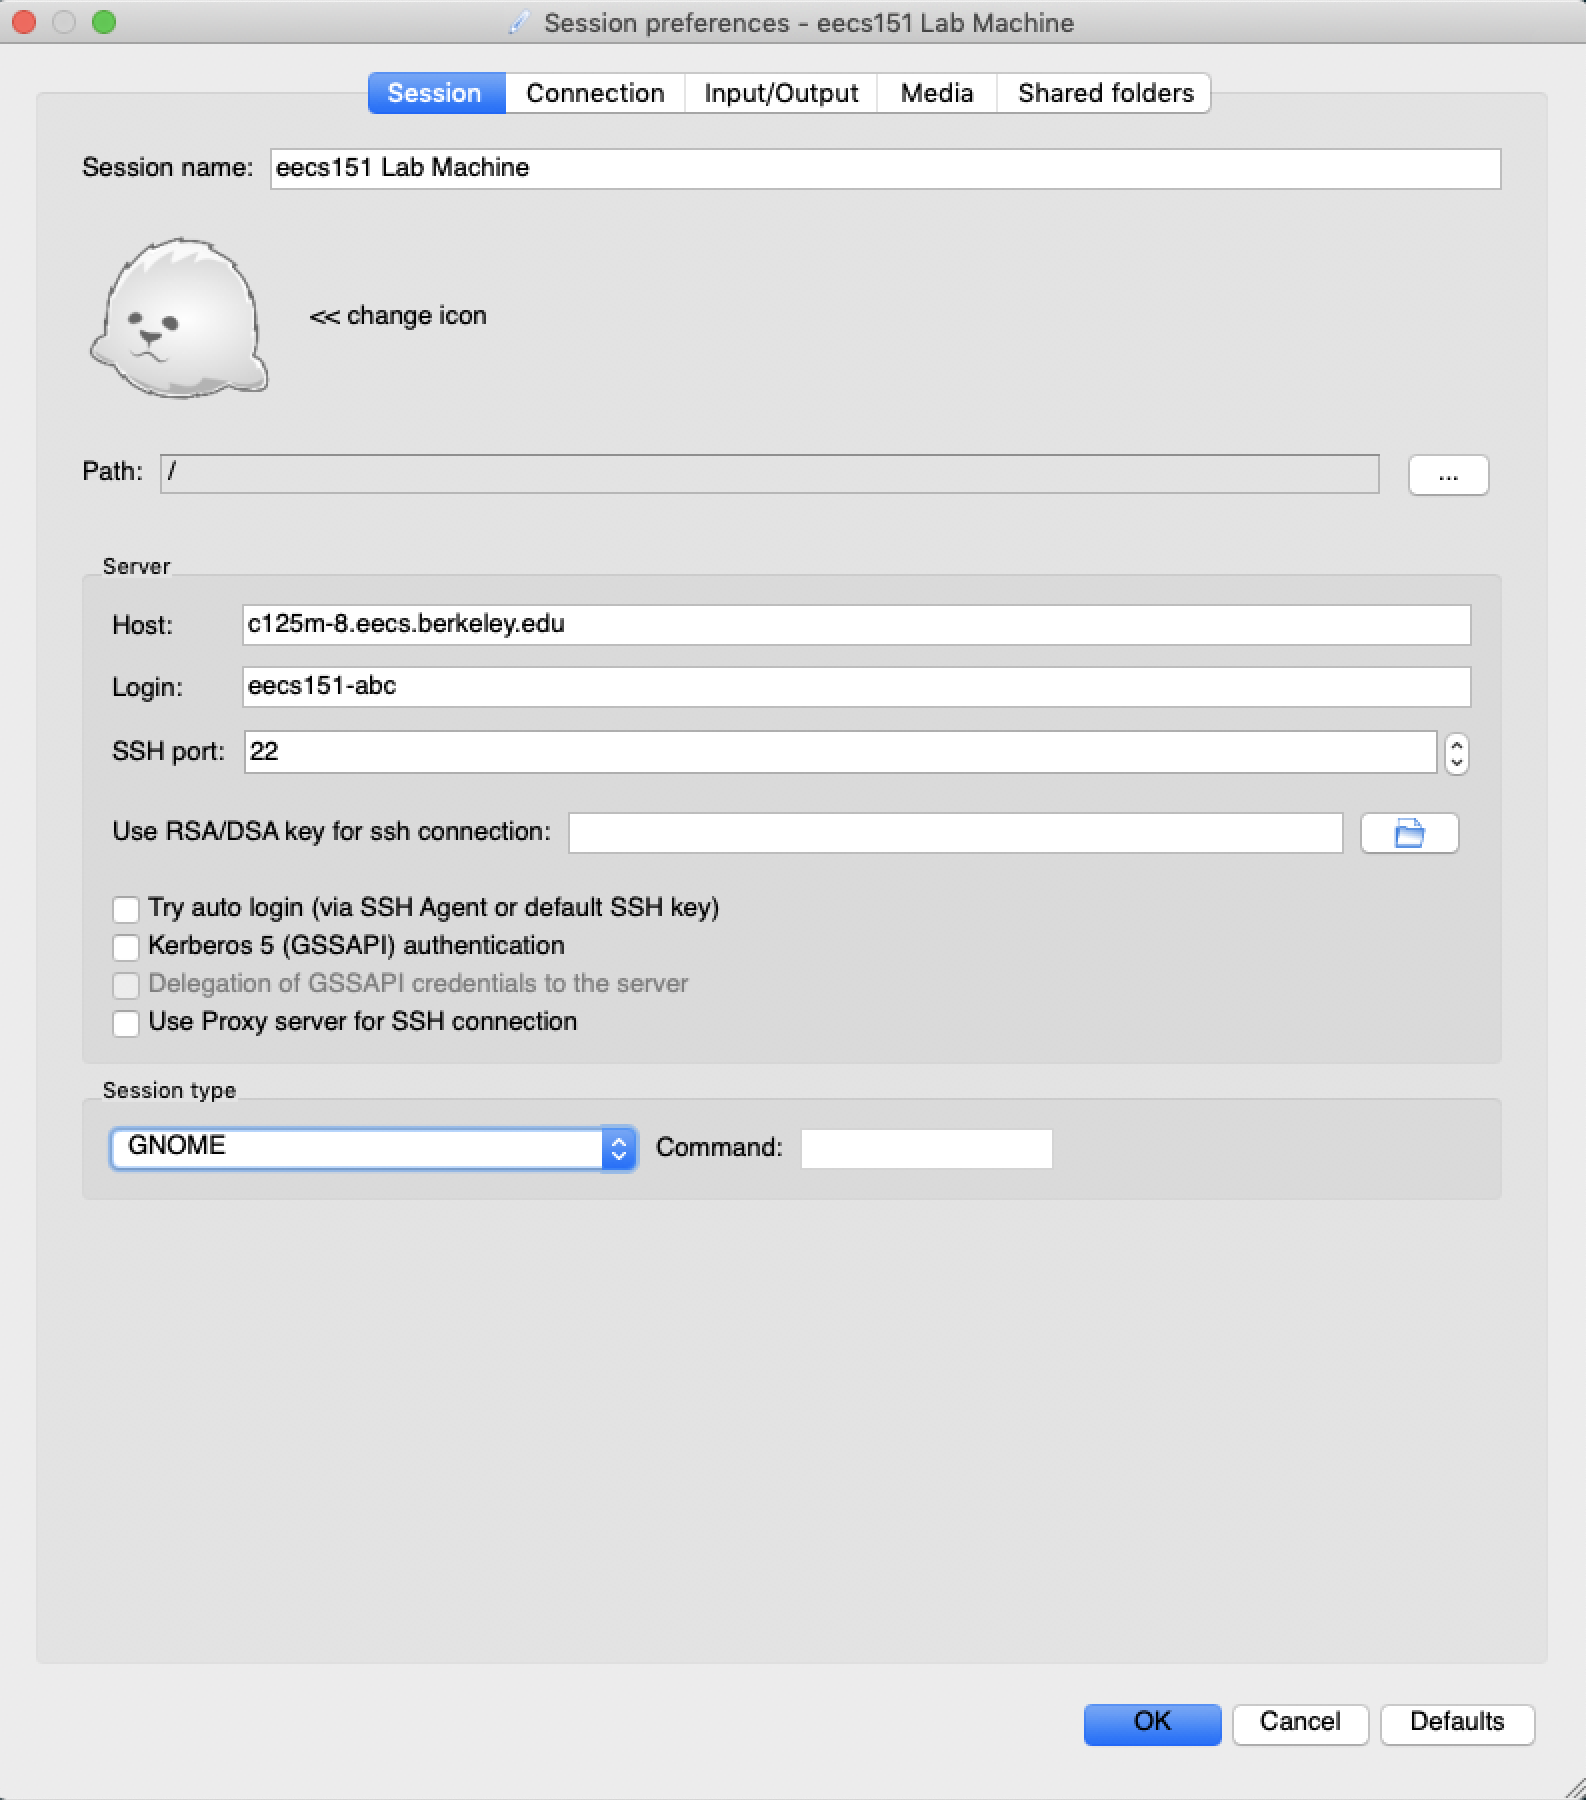 Session preferences - eecs151 Lab Machine
Session Connection Input/Output Media Shared folders
Session name: eecs151 Lab Machine
<< change icon
Path: / ...
Server
Host: c125m-8.eecs.berkeley.edu
Login: eecs151-abc
SSH port: 22
Use RSA/DSA key for ssh connection:
Try auto login (via SSH Agent or default SSH key)
Kerberos 5 (GSSAPI) authentication
Delegation of GSSAPI credentials to the server
Use Proxy server for SSH connection
Session type
GNOME Command:
OK Cancel Defaults